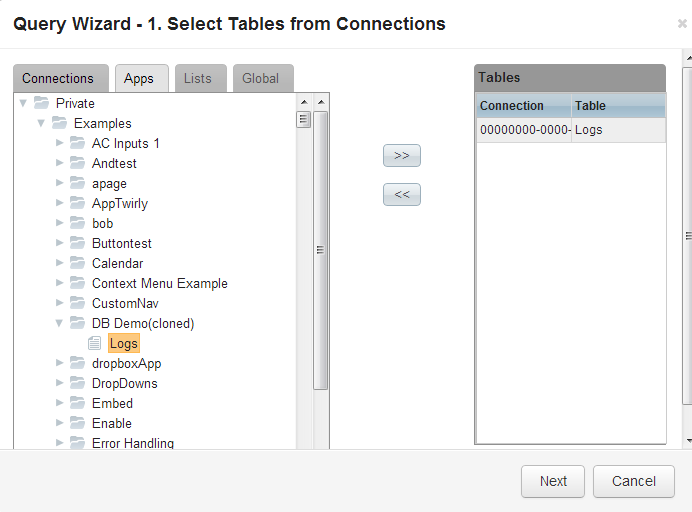 Query Wizard - 1. Select Tables from Connections
×
Connections Apps Lists Global
Private
Examples
AC Inputs 1
Andtest
apage
AppTwirly
bob
Buttontest
Calendar
Context Menu Example
CustomNav
DB Demo(cloned)
Logs
dropboxApp
DropDowns
Embed
Enable
Error Handling
>>
<<
Tables
Connection Table
00000000-0000- Logs
Next Cancel